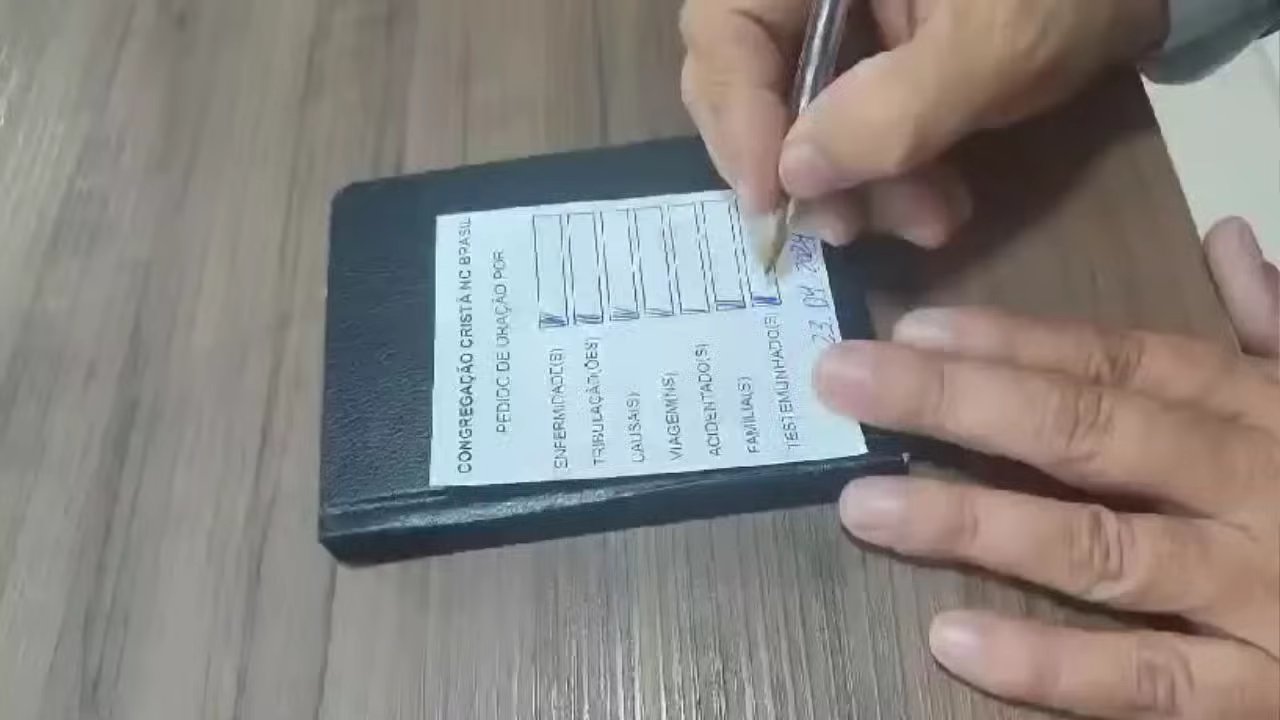 CONGREGAÇÃO CRISTÃ NO BRASIL
PEDIDO DE ORAÇÃO POR
ENFERMIDADE(S)
TRIBULAÇÃO(ÕES)
CAUSA(S)
VIAGEM(NS)
ACIDENTADO(S)
FAMILIA(S)
TESTEMUNHADO(S)
23 04 2024